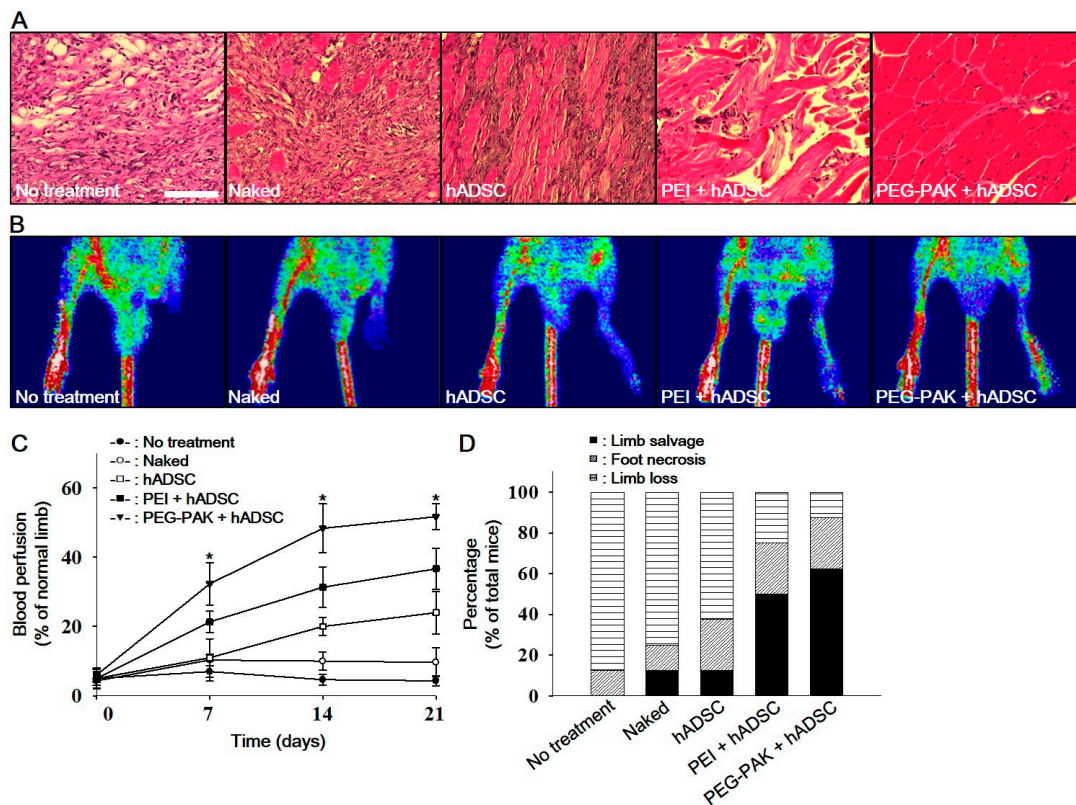 A
No treatment
Naked
hADSC
PEI + hADSC
PEG-PAK + hADSC
B
No treatment
Naked
hADSC
PEI + hADSC
PEG-PAK + hADSC
C
-●- : No treatment
-○- : Naked
-□- : hADSC
-■- : PEI + hADSC
-▼- : PEG-PAK + hADSC
Blood perfusion
(% of normal limb)
60
40
20
0
*
*
*
0
7
14
21
Time (days)
D
■ : Limb salvage
: Foot necrosis
: Limb loss
Percentage
(% of total mice)
100
80
60
40
20
0
No treatment
Naked
hADSC
PEI + hADSC
PEG-PAK + hADSC